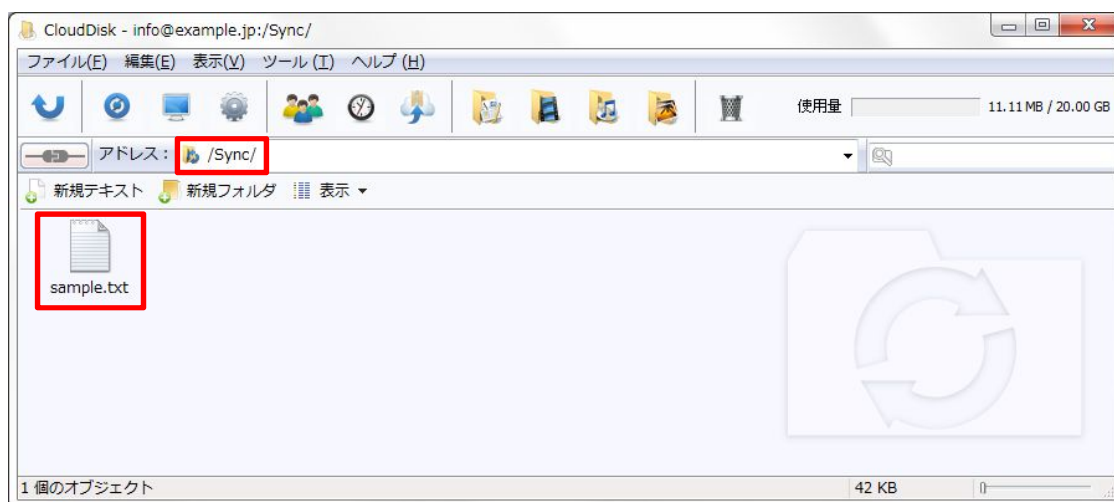 CloudDisk - info@example.jp:/Sync/
ファイル(F) 編集(E) 表示(V) ツール (T) ヘルプ (H)
使用量 11.11 MB / 20.00 GB
アドレス : /Sync/
新規テキスト 新規フォルダ 表示
sample.txt
1 個のオブジェクト 42 KB